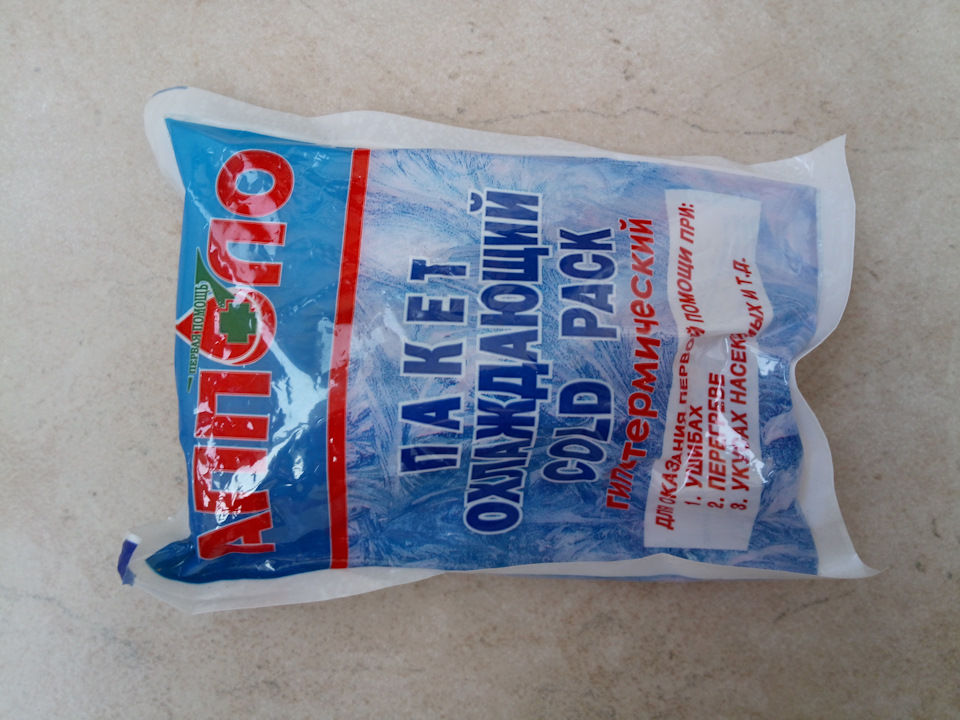 АППОЛО
ПЕРВАЯ ПОМОЩЬ
ПАКЕТ
ОХЛАЖДАЮЩИЙ
COLD PACK
ГИПОТЕРМИЧЕСКИЙ
ДЛЯ ОКАЗАНИЯ ПЕРВОЙ ПОМОЩИ ПРИ:
1. УШИБАХ
2. ПЕРЕГРЕВЕ
3. УКУСАХ НАСЕКОМЫХ И Т.Д.